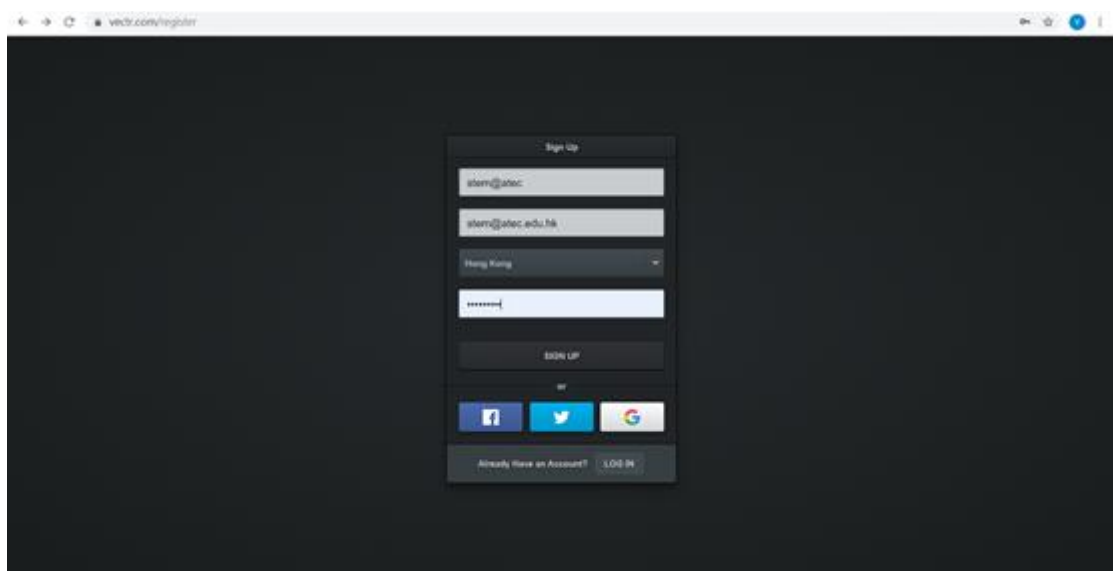 vectr.com/register
Sign Up
stem@atec
stem@atec.edu.hk
Hong Kong
••••••••
SIGN UP
or
Already Have an Account? LOG IN